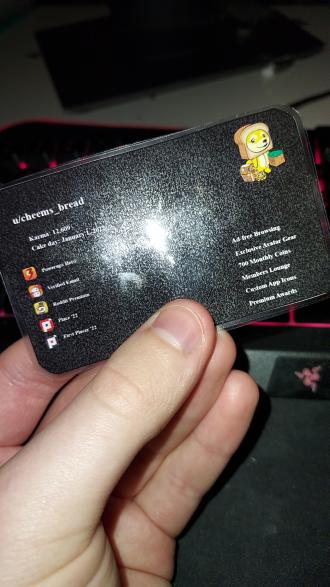 u/cheems_bread
Karma: 12,600
Cake day: January
Verified Email
Reddit Premium
Place '22
First Placer '22
Ad-free Browsing
Exclusive Avatar Gear
700 Monthly Coins
Members Lounge
Custom App Icons
Premium Awards